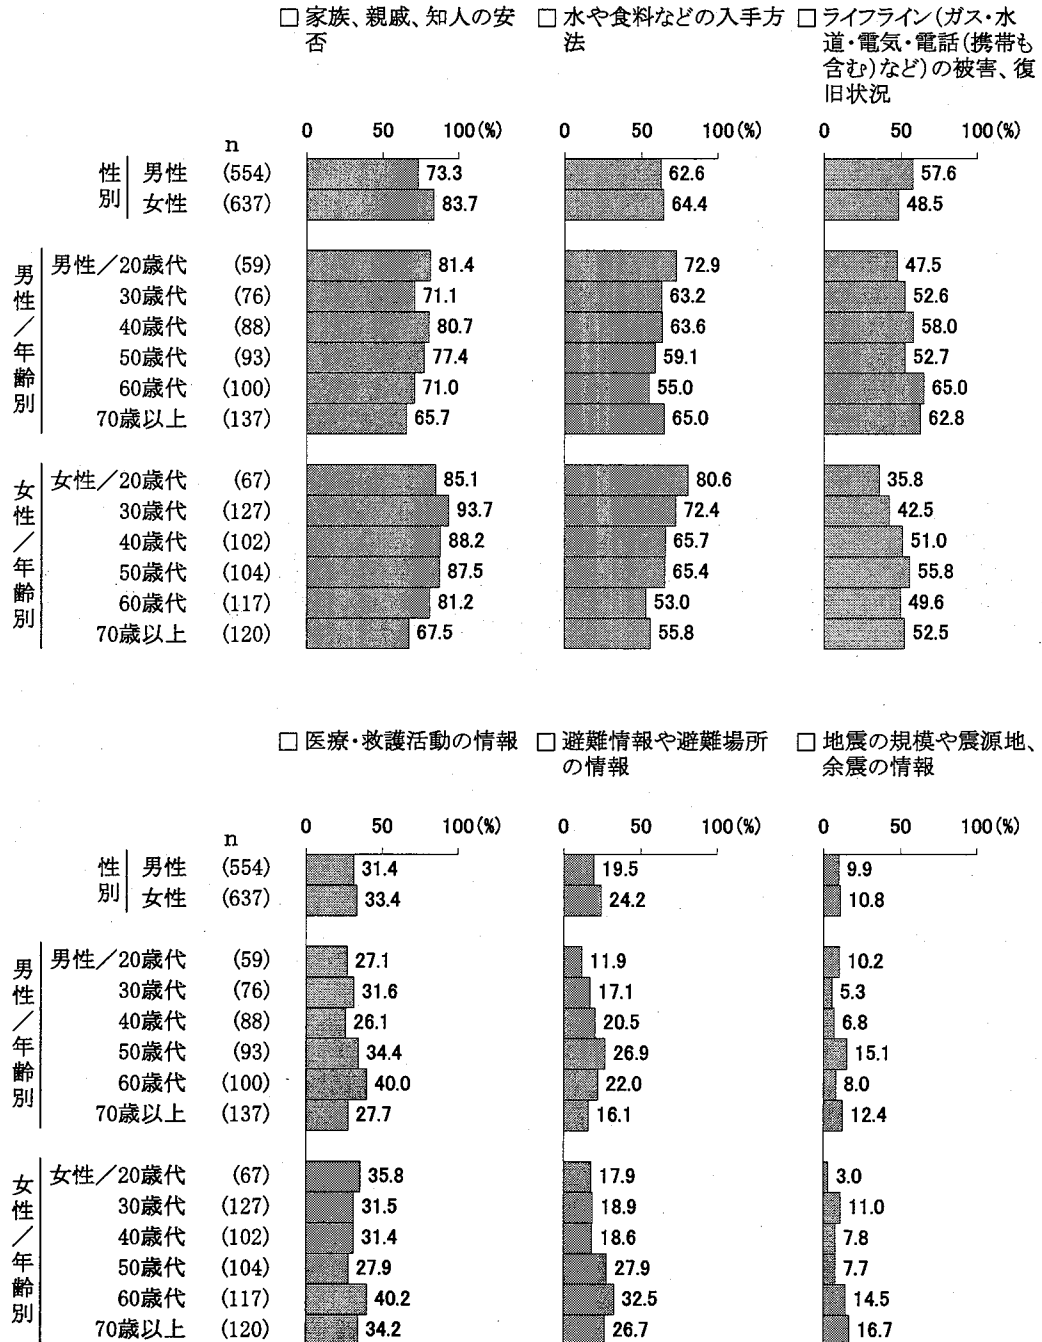 □ 家族、親戚、知人の安否
□ 水や食料などの入手方法
□ ライフライン(ガス・水道・電気・電話(携帯も含む)など)の被害、復旧状況
n 0 50 100(%) 0 50 100(%) 0 50 100(%)
性別
男性 (554) 73.3 62.6 57.6
女性 (637) 83.7 64.4 48.5
男性/年齢別
男性/20歳代 (59) 81.4 72.9 47.5
30歳代 (76) 71.1 63.2 52.6
40歳代 (88) 80.7 63.6 58.0
50歳代 (93) 77.4 59.1 52.7
60歳代 (100) 71.0 55.0 65.0
70歳以上 (137) 65.7 65.0 62.8
女性/年齢別
女性/20歳代 (67) 85.1 80.6 35.8
30歳代 (127) 93.7 72.4 42.5
40歳代 (102) 88.2 65.7 51.0
50歳代 (104) 87.5 65.4 55.8
60歳代 (117) 81.2 53.0 49.6
70歳以上 (120) 67.5 55.8 52.5
□ 医療・救護活動の情報
□ 避難情報や避難場所の情報
□ 地震の規模や震源地、余震の情報
n 0 50 100(%) 0 50 100(%) 0 50 100(%)
性別
男性 (554) 31.4 19.5 9.9
女性 (637) 33.4 24.2 10.8
男性/年齢別
男性/20歳代 (59) 27.1 11.9 10.2
30歳代 (76) 31.6 17.1 5.3
40歳代 (88) 26.1 20.5 6.8
50歳代 (93) 34.4 26.9 15.1
60歳代 (100) 40.0 22.0 8.0
70歳以上 (137) 27.7 16.1 12.4
女性/年齢別
女性/20歳代 (67) 35.8 17.9 3.0
30歳代 (127) 31.5 18.9 11.0
40歳代 (102) 31.4 18.6 7.8
50歳代 (104) 27.9 27.9 7.7
60歳代 (117) 40.2 32.5 14.5
70歳以上 (120) 34.2 26.7 16.7